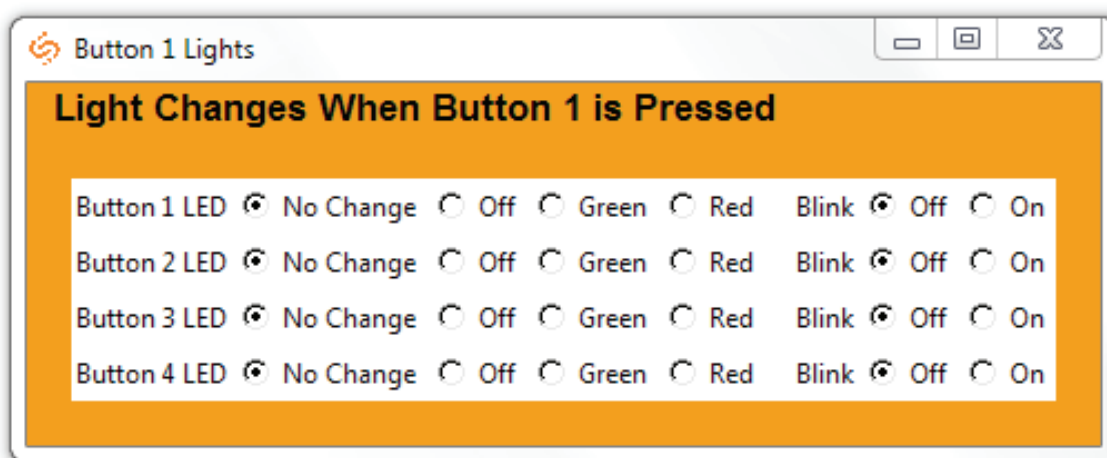 Button 1 Lights
Light Changes When Button 1 is Pressed
Button 1 LED No Change Off Green Red Blink Off On
Button 2 LED No Change Off Green Red Blink Off On
Button 3 LED No Change Off Green Red Blink Off On
Button 4 LED No Change Off Green Red Blink Off On